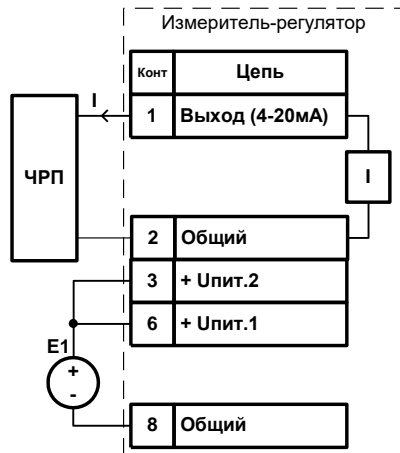 Измеритель-регулятор
Конт Цепь
I 1 Выход (4-20мА)
ЧРП I
2 Общий
3 + Uпит.2
6 + Uпит.1
E1
+
-
8 Общий